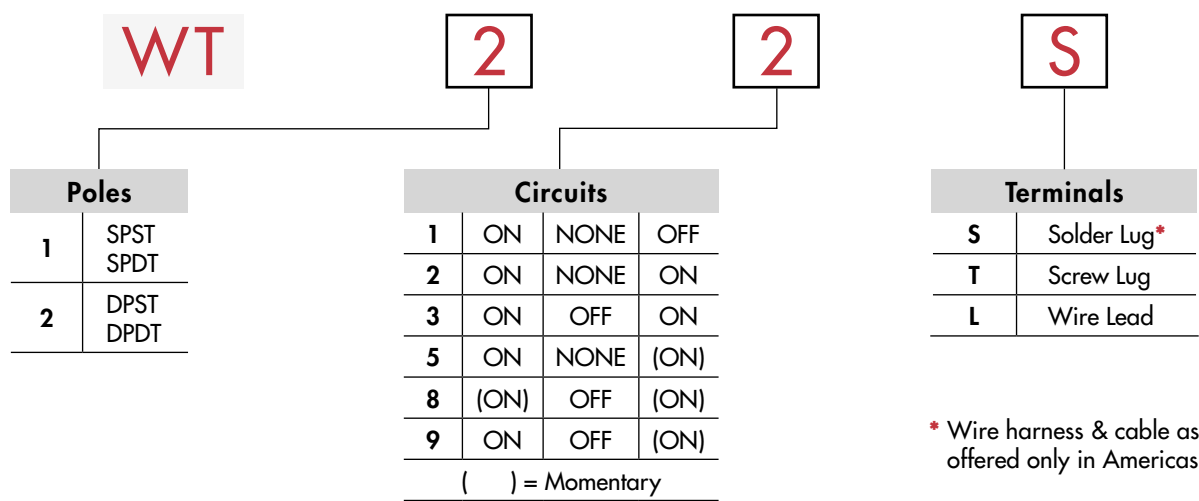 WT 2 2 S
Poles
1 SPST
SPDT
2 DPST
DPDT
Circuits
1 ON NONE OFF
2 ON NONE ON
3 ON OFF ON
5 ON NONE (ON)
8 (ON) OFF (ON)
9 ON OFF (ON)
( ) = Momentary
Terminals
S Solder Lug*
T Screw Lug
L Wire Lead
* Wire harness & cable as
offered only in Americas